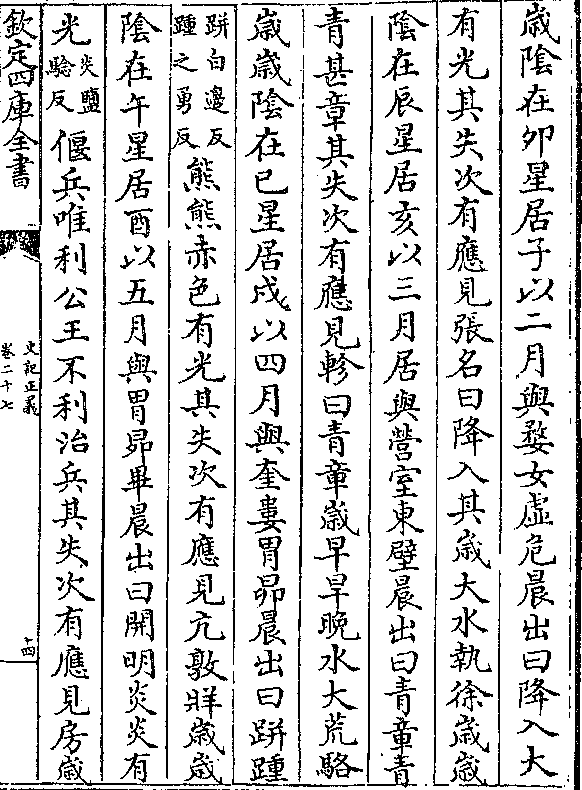 歲陰在卯星居子以二月與婺女虛危晨出曰降入大
有光其失次有應見張名曰降入其歲大水執徐歲歲
陰在辰星居亥以三月居與營室東壁晨出曰青章青
青甚章其失次有應見軫曰青章歲早旱晚水大荒駱
歲歲陰在巳星居戌以四月與奎婁胃昴晨出曰跰踵
跰白邊反
踵之勇反
熊熊赤色有光其失次有應見亢敦牂歲歲
陰在午星居酉以五月與胃昴畢晨出曰開明炎炎有
光
炎鹽
驗反
偃兵唯利公王不利治兵其失次有應見房歲
欽定四庫全書
史記正義
卷二十七
十四